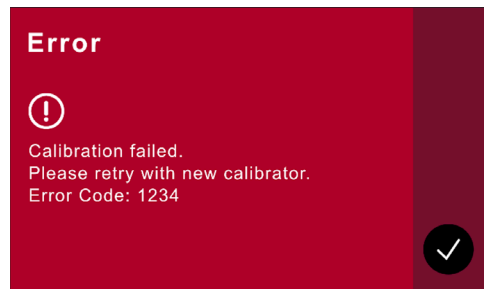 Error
Calibration failed.
Please retry with new calibrator.
Error Code: 1234